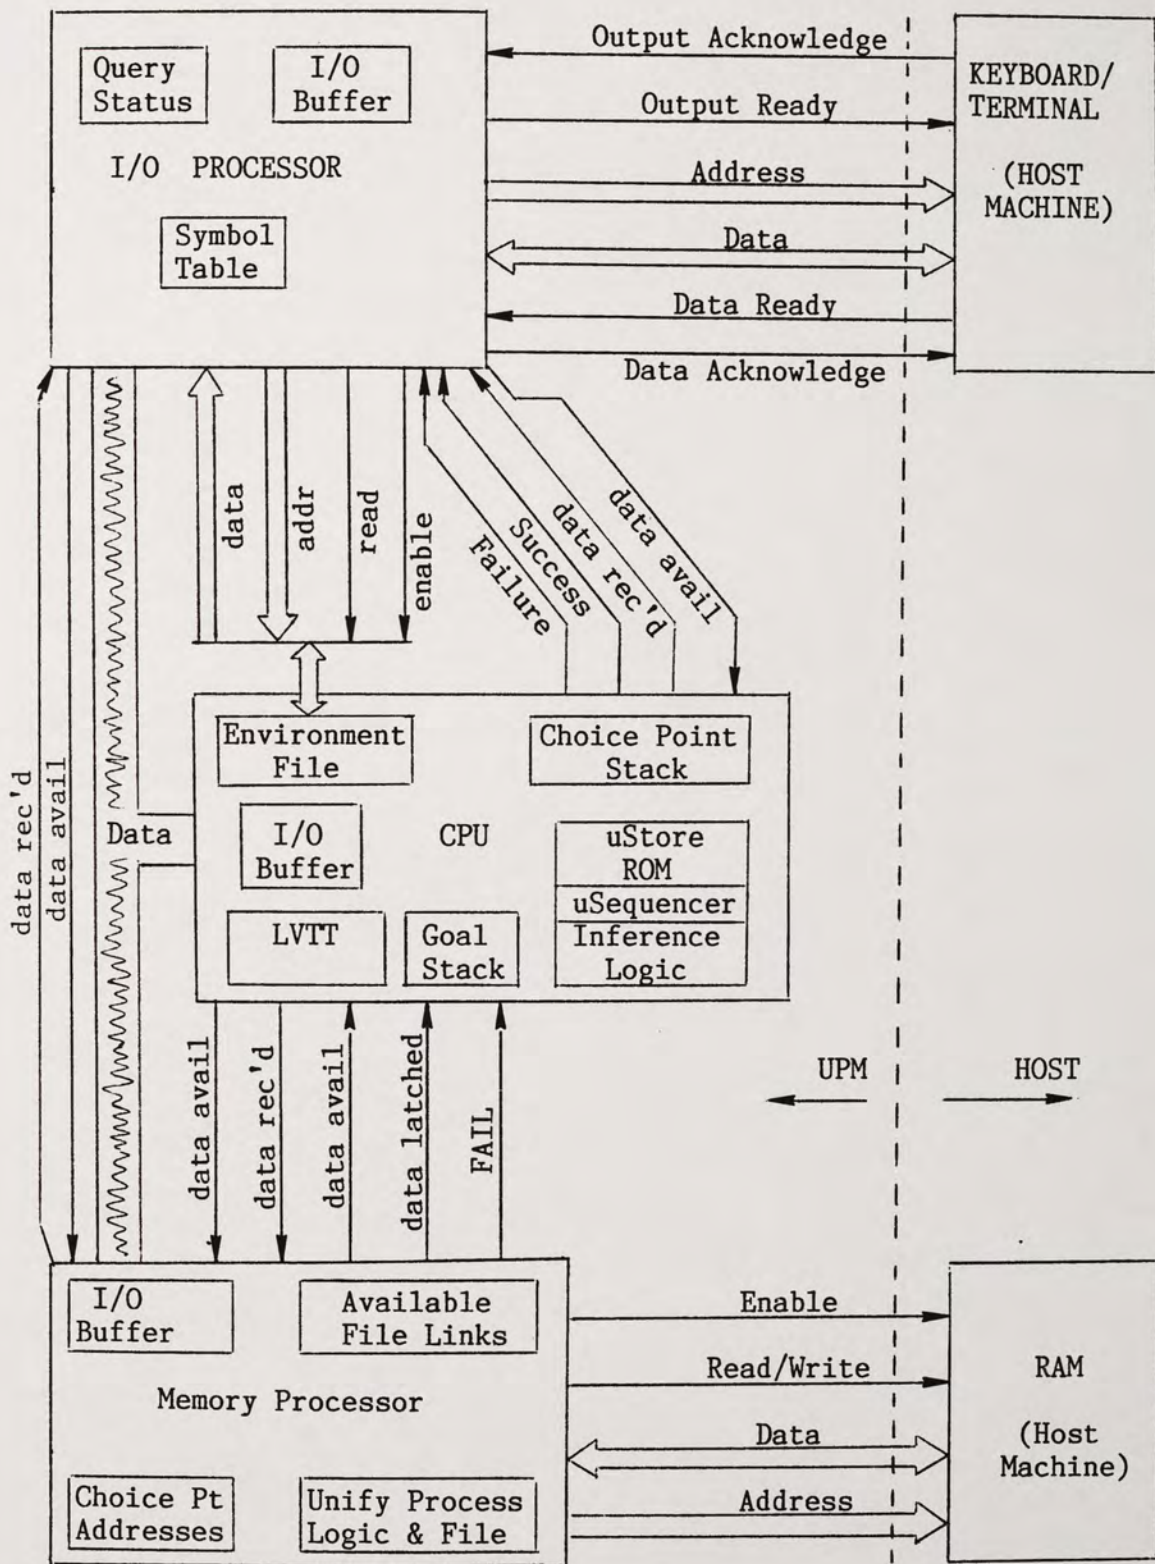 Output Acknowledge
Query
Status
I/O
Buffer
KEYBOARD/
TERMINAL
Output Ready
I/O PROCESSOR
Address
(HOST
MACHINE)
Symbol
Table
Data
Data Ready
Data Acknowledge
data
addr
read
enable
Failure
Success
data rec'd
data avail
data rec'd
data avail
Environment
File
Choice Point
Stack
Data
I/O
Buffer
CPU
uStore
ROM
uSequencer
Inference
Logic
LVTT
Goal
Stack
data avail
data rec'd
data avail
data latched
FAIL
UPM
HOST
I/O
Buffer
Available
File Links
Enable
Read/Write
RAM
Memory Processor
Data
(Host
Machine)
Choice Pt
Addresses
Unify Process
Logic & File
Address